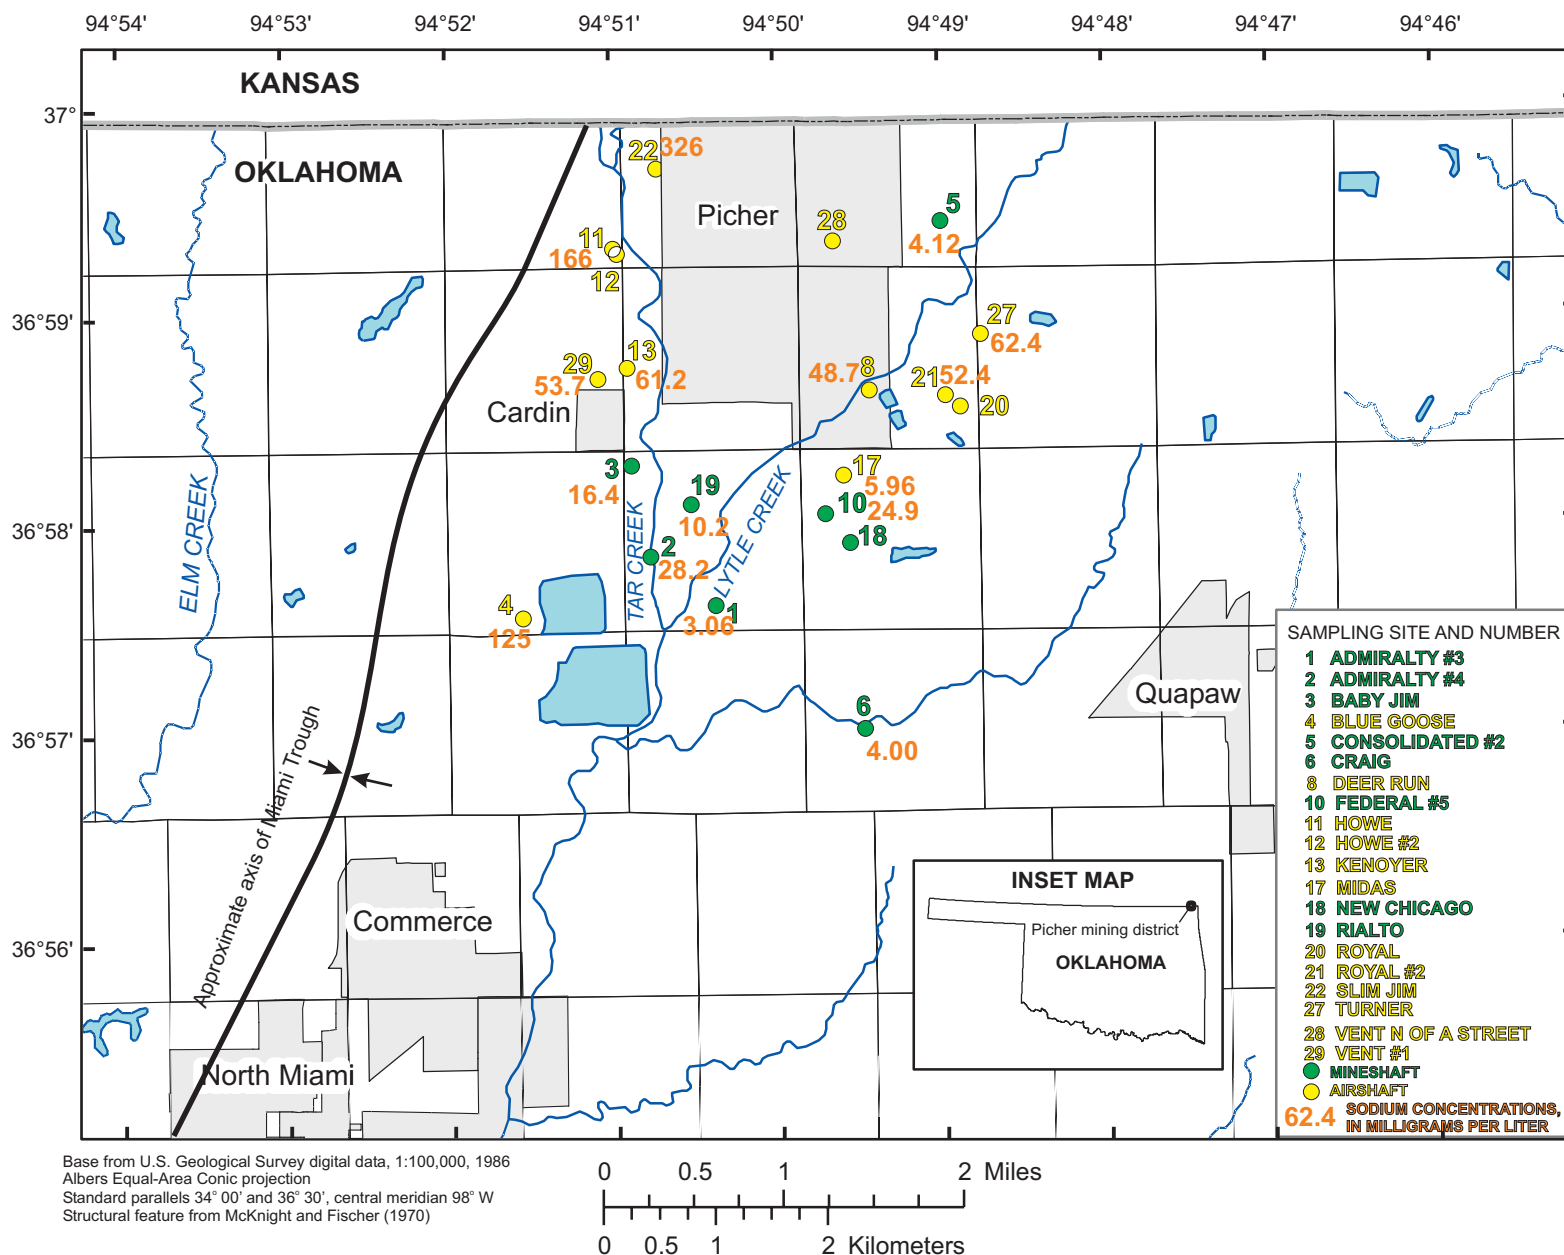 94°54' 94°53' 94°52' 94°51' 94°50' 94°49' 94°48' 94°47' 94°46'
KANSAS
37°
OKLAHOMA
22 326
Picher
28
5
4.12
11
166
12
36°59'
27
62.4
13
61.2
29
53.7
48.7 8
21 52.4
20
Cardin
3
16.4
19
10.2
17
5.96
10 24.9
18
36°58'
2
28.2
ELM CREEK
TAR CREEK
LYTLE CREEK
4
125
1
3.06
6
4.00
Quapaw
36°57'
Approximate axis of Miami Trough
Commerce
36°56'
North Miami
INSET MAP
Picher mining district
OKLAHOMA
SAMPLING SITE AND NUMBER
1 ADMIRALTY #3
2 ADMIRALTY #4
3 BABY JIM
4 BLUE GOOSE
5 CONSOLIDATED #2
6 CRAIG
8 DEER RUN
10 FEDERAL #5
11 HOWE
12 HOWE #2
13 KENOYER
17 MIDAS
18 NEW CHICAGO
19 RIALTO
20 ROYAL
21 ROYAL #2
22 SLIM JIM
27 TURNER
28 VENT N OF A STREET
29 VENT #1
MINESHAFT
AIRSHAFT
62.4 SODIUM CONCENTRATIONS,
IN MILLIGRAMS PER LITER
Base from U.S. Geological Survey digital data, 1:100,000, 1986
Albers Equal-Area Conic projection
Standard parallels 34° 00' and 36° 30', central meridian 98° W
Structural feature from McKnight and Fischer (1970)
0 0.5 1 2 Miles
0 0.5 1 2 Kilometers